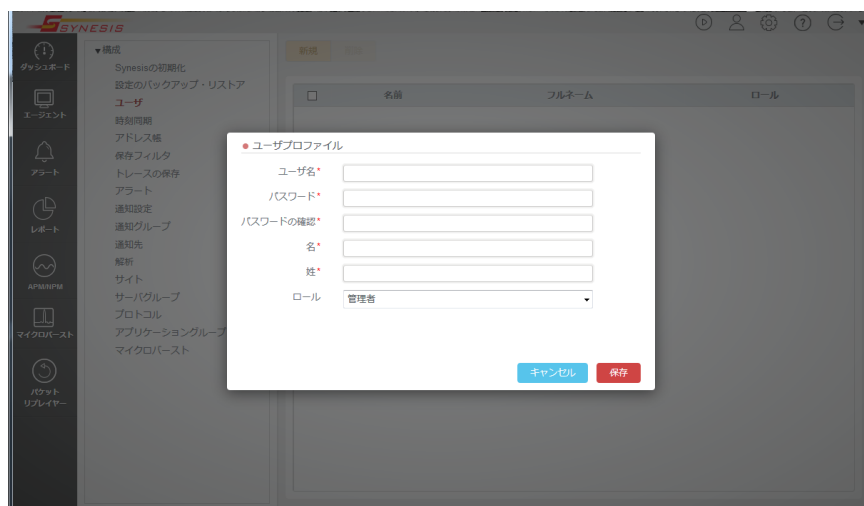 SYNESIS
ダッシュボード
エージェント
アラート
レポート
APM/NPM
マイクロバースト
パケット
リプレイヤー
▼構成
Synesisの初期化
設定のバックアップ・リストア
ユーザ
時刻同期
アドレス帳
保存フィルタ
トレースの保存
アラート
通知設定
通知グループ
通知先
解析
サイト
サーバグループ
プロトコル
アプリケーショングループ
マイクロバースト
新規
名前 フルネーム ロール
ユーザプロファイル
ユーザ名*
パスワード*
パスワードの確認*
名*
姓*
ロール 管理者
キャンセル 保存